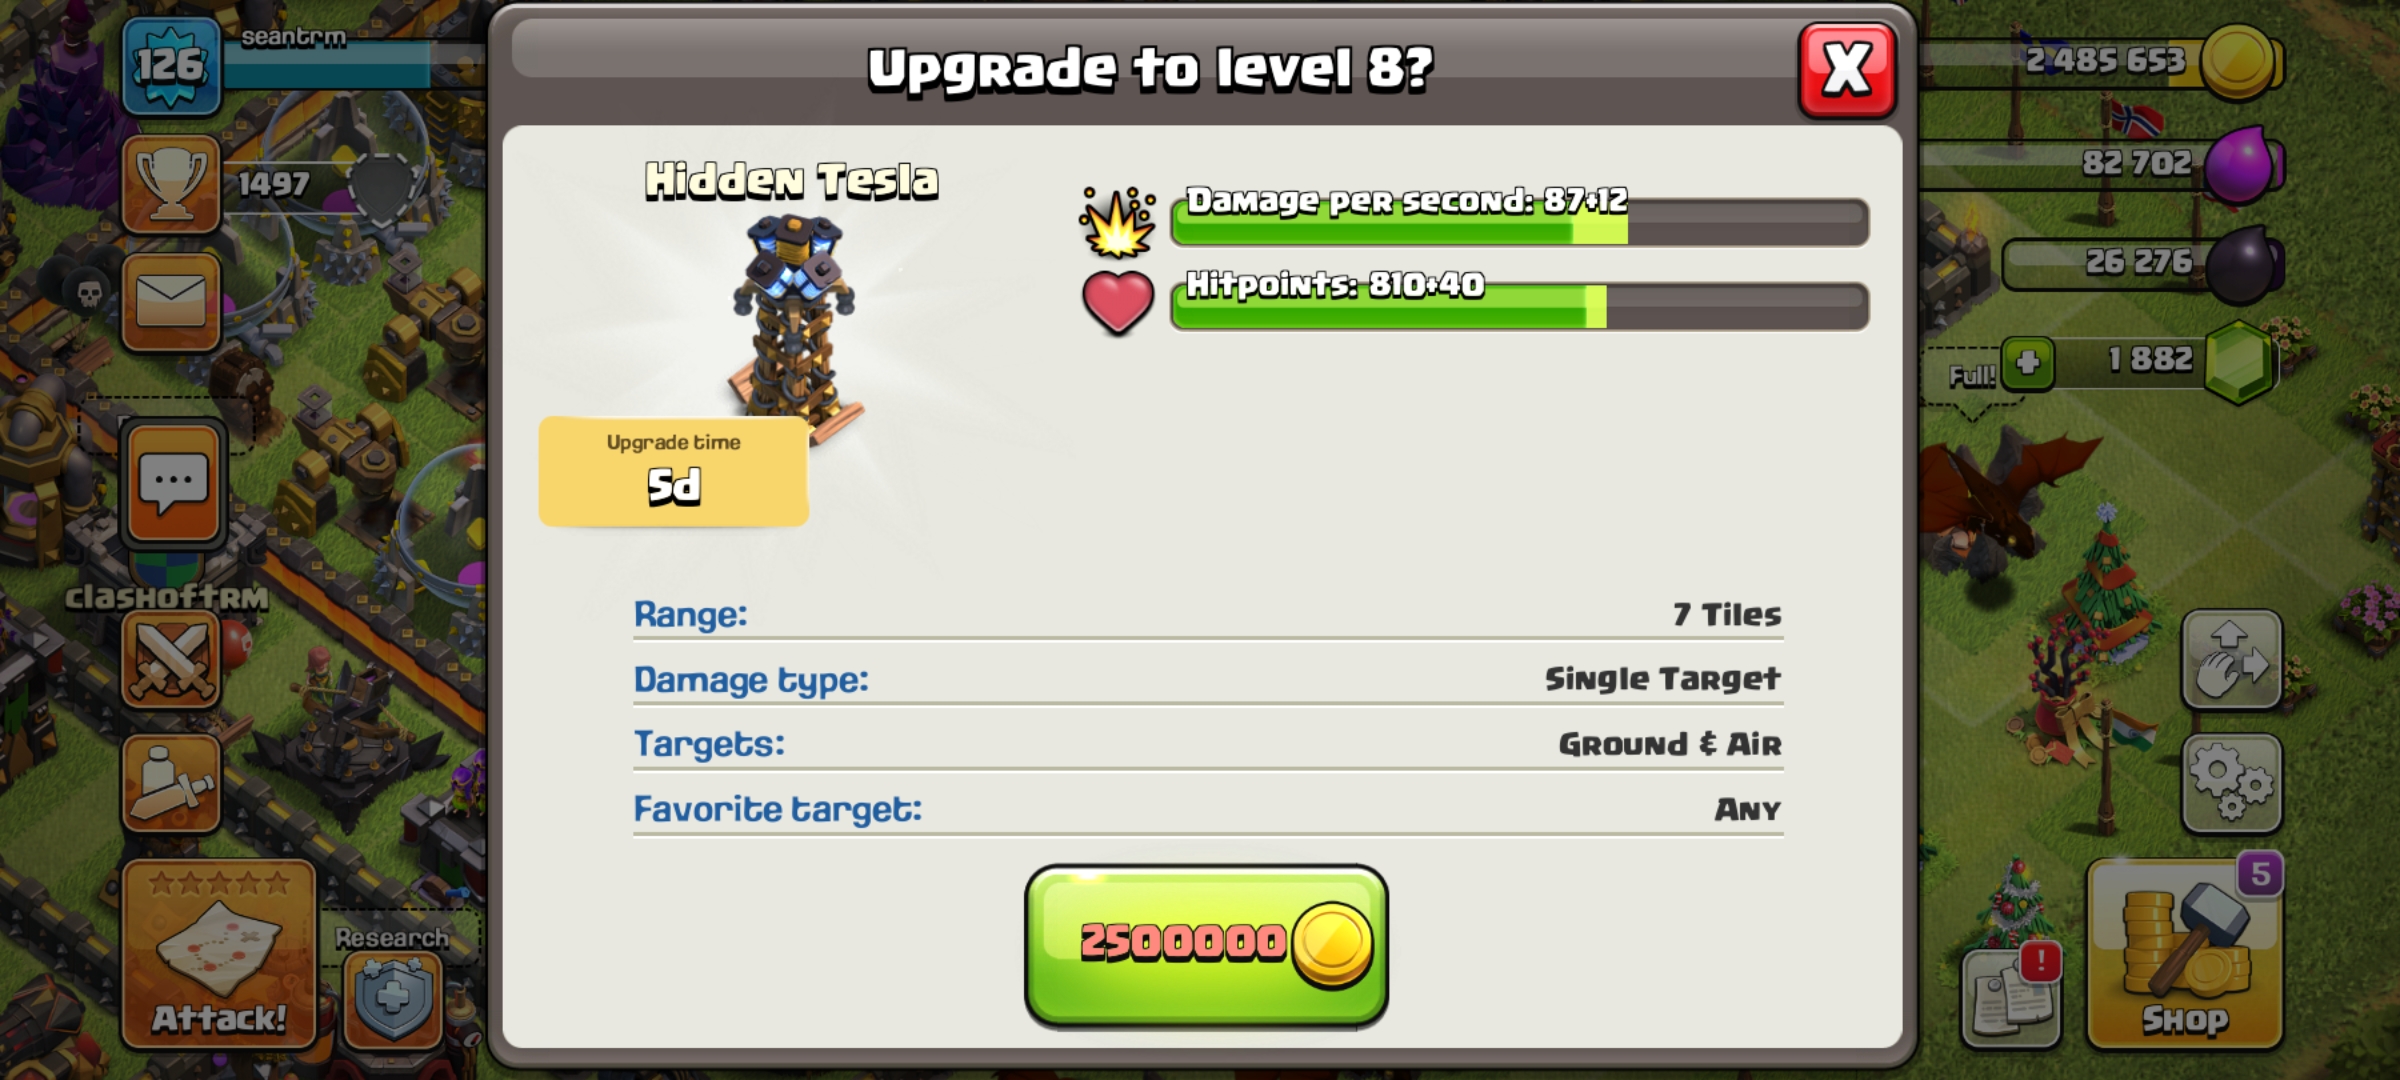 Upgrade to level 8?
X
126
seantrm
1497
clashoftRM
Attack!
Research
Hidden Tesla
Upgrade time
5d
Damage per second: 87+12
Hitpoints: 810+40
Range: 7 Tiles
Damage type: Single Target
Targets: Ground & Air
Favorite target: Any
2500000
2 485 653
82 702
26 276
Full!
+
1 882
5
!
Shop